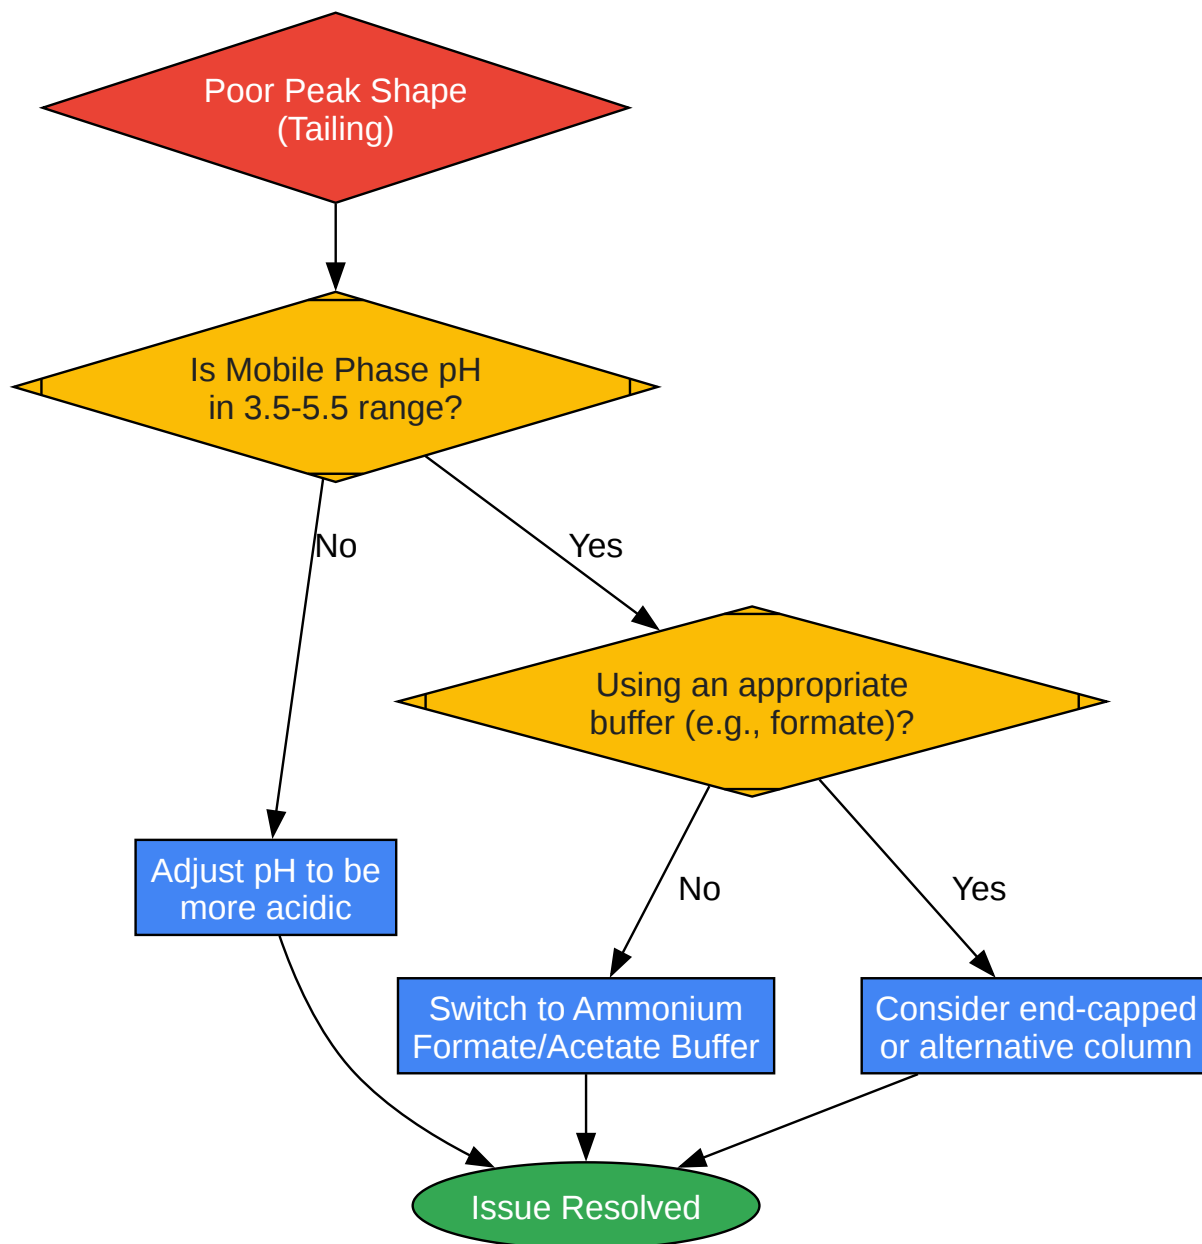 Poor Peak Shape
(Tailing)
Is Mobile Phase pH
in 3.5-5.5 range?
No
Yes
Using an appropriate
buffer (e.g., formate)?
Adjust pH to be
more acidic
No
Yes
Switch to Ammonium
Formate/Acetate Buffer
Consider end-capped
or alternative column
Issue Resolved